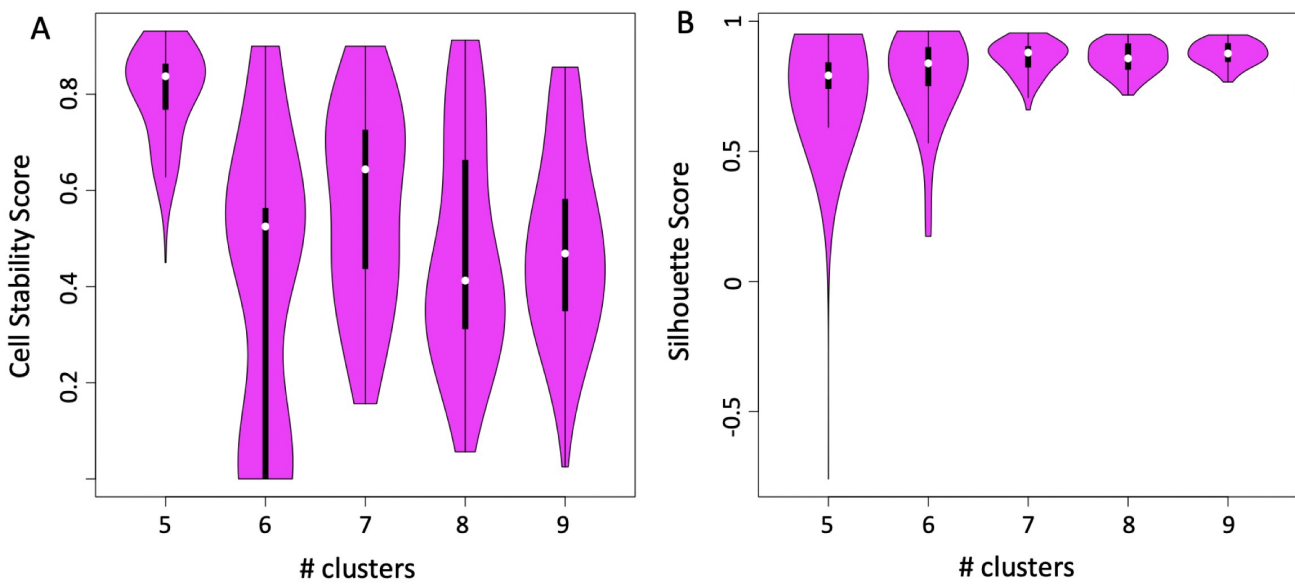 A
Cell Stability Score
0.8
0.6
0.4
0.2
5 6 7 8 9
# clusters
B
Silhouette Score
1
0.5
0
-0.5
5 6 7 8 9
# clusters